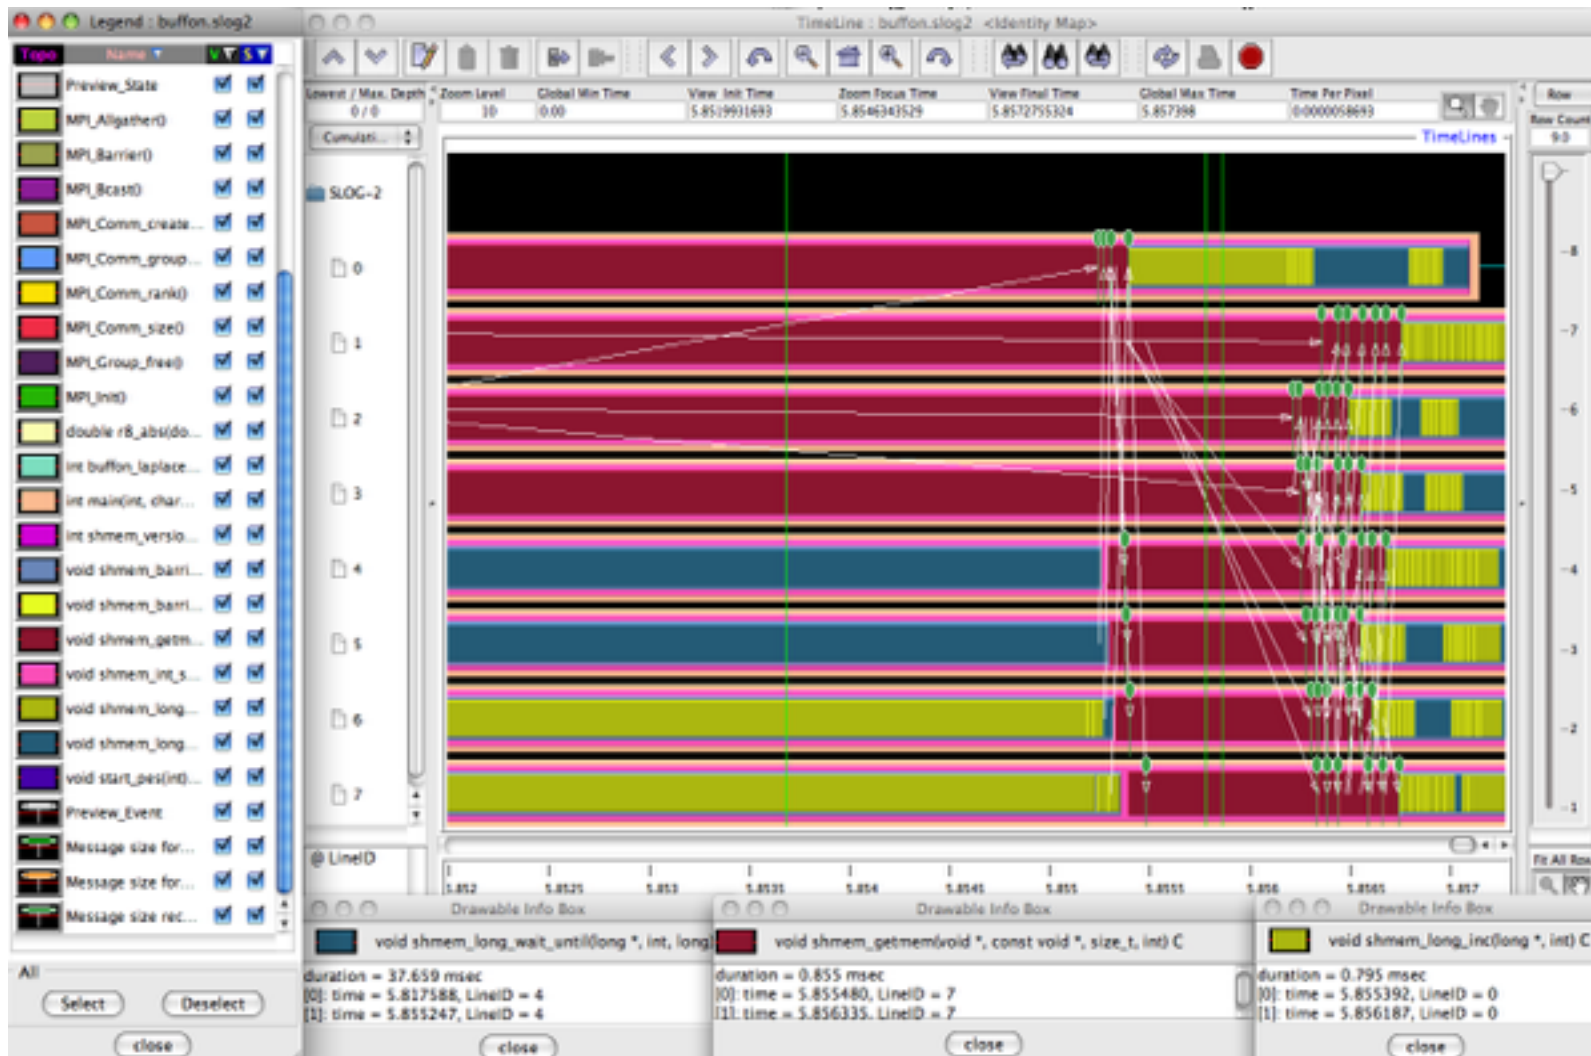 Legend : buffon.slog2
TimeLine : buffon.slog2 <Identity Map>
Topo Name V S
Preview_State
MPI_Allgather()
MPI_Barrier()
MPI_Bcast()
MPI_Comm_create...
MPI_Comm_group...
MPI_Comm_rank()
MPI_Comm_size()
MPI_Group_free()
MPI_Init()
double r8_abs(do...
int buffon_laplace...
int main(int, char...
int shmem_versio...
void shmem_barri...
void shmem_barri...
void shmem_getm...
void shmem_int_s...
void shmem_long...
void shmem_long...
void start_pes(int)...
Preview_Event
Message size for...
Message size for...
Message size rec...
All
Select Deselect
close
Lowest / Max. Depth Zoom Level Global Min Time View Init Time Zoom Focus Time View Final Time Global Max Time Time Per Pixel
0 / 0 10 0.00 5.8519931693 5.8546343529 5.8572755324 5.857398 0.0000058693
Row
Row Count
9.0
Cumulati...
TimeLines
SLOG-2
0
1
2
3
4
5
6
7
8
7
6
5
4
3
2
1
Fit All Row
@ LineID
5.852 5.8525 5.853 5.8535 5.854 5.8545 5.855 5.8555 5.856 5.8565 5.857
Drawable Info Box
void shmem_long_wait_until(long *, int, long)
duration = 37.659 msec
[0]: time = 5.817588, LineID = 4
[1]: time = 5.855247, LineID = 4
close
Drawable Info Box
void shmem_getmem(void *, const void *, size_t, int) C
duration = 0.855 msec
[0]: time = 5.855480, LineID = 7
[1]: time = 5.856335, LineID = 7
close
Drawable Info Box
void shmem_long_inc(long *, int) C
duration = 0.795 msec
[0]: time = 5.855392, LineID = 0
[1]: time = 5.856187, LineID = 0
close